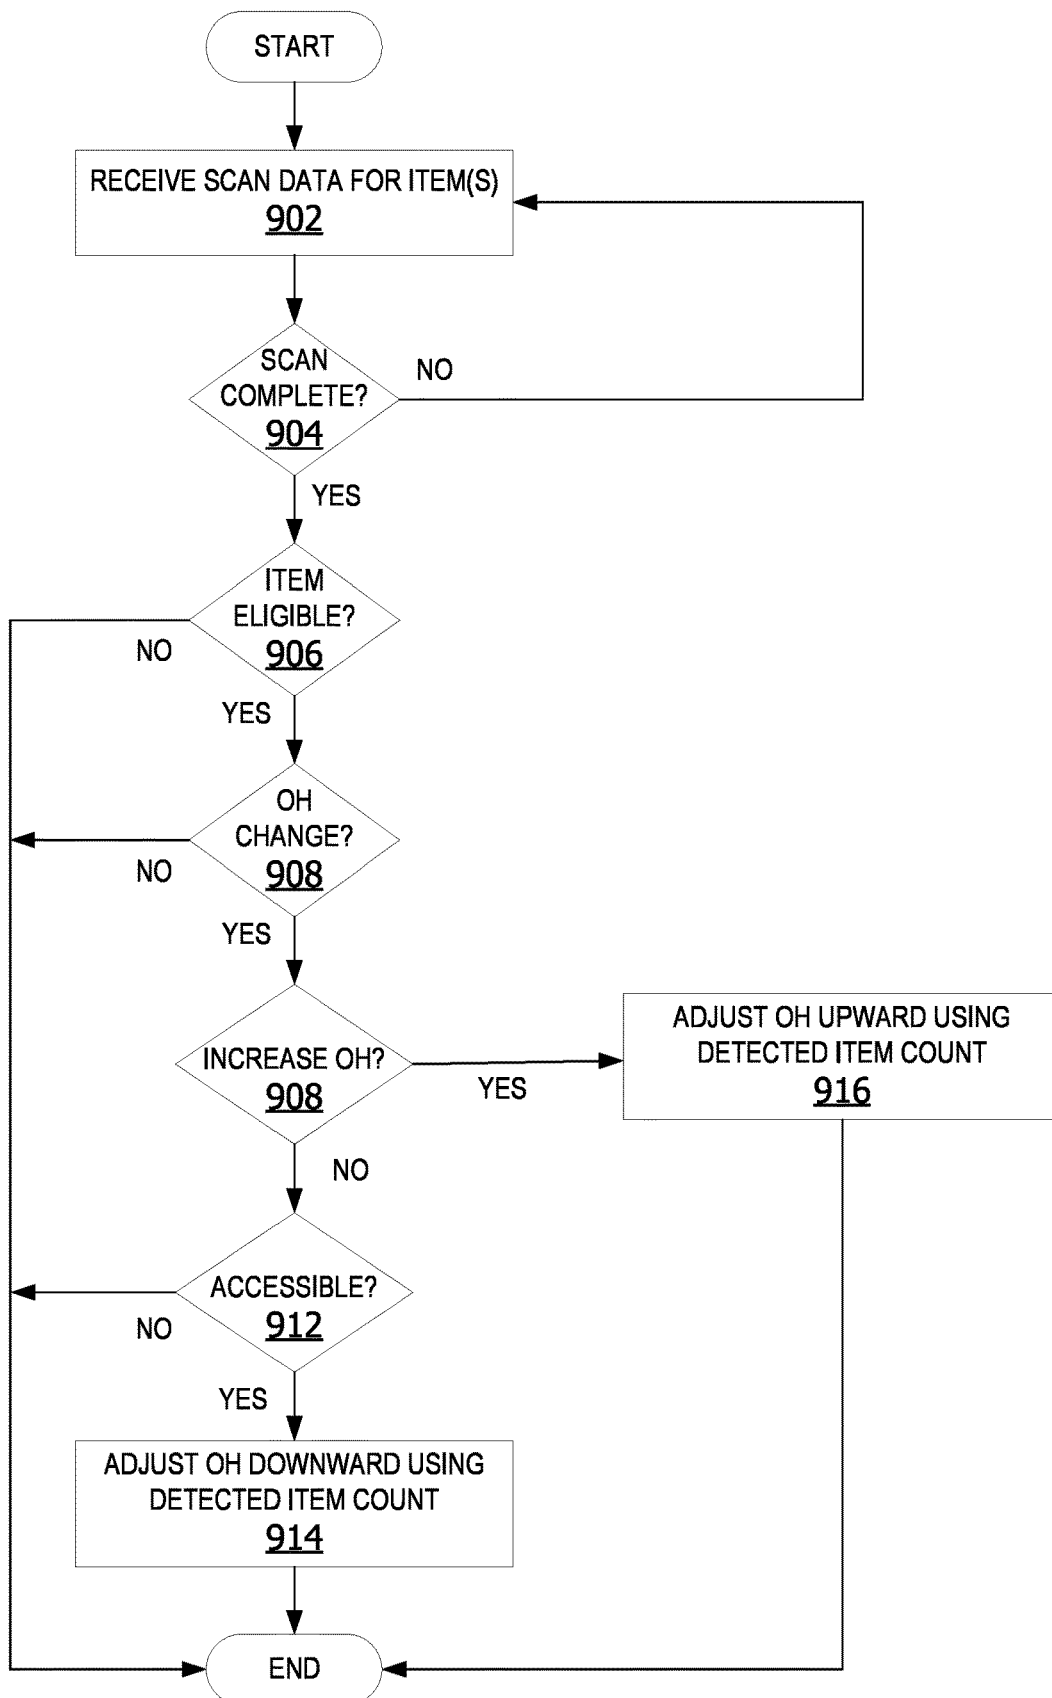 START
RECEIVE SCAN DATA FOR ITEM(S)
902
SCAN
COMPLETE?
904
NO
YES
ITEM
ELIGIBLE?
906
NO
YES
OH
CHANGE?
908
NO
YES
INCREASE OH?
908
YES
ADJUST OH UPWARD USING
DETECTED ITEM COUNT
916
NO
ACCESSIBLE?
912
NO
YES
ADJUST OH DOWNWARD USING
DETECTED ITEM COUNT
914
END